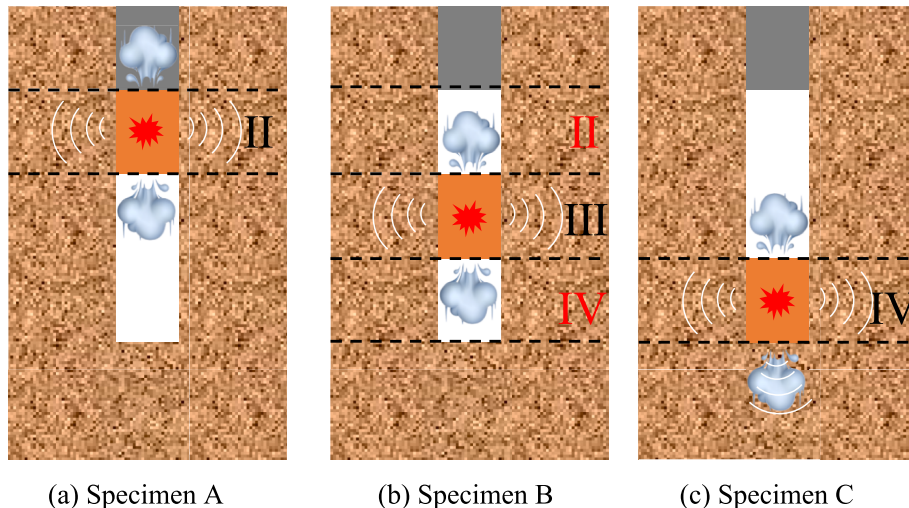 II
II
III
IV
IV
(a) Specimen A
(b) Specimen B
(c) Specimen C